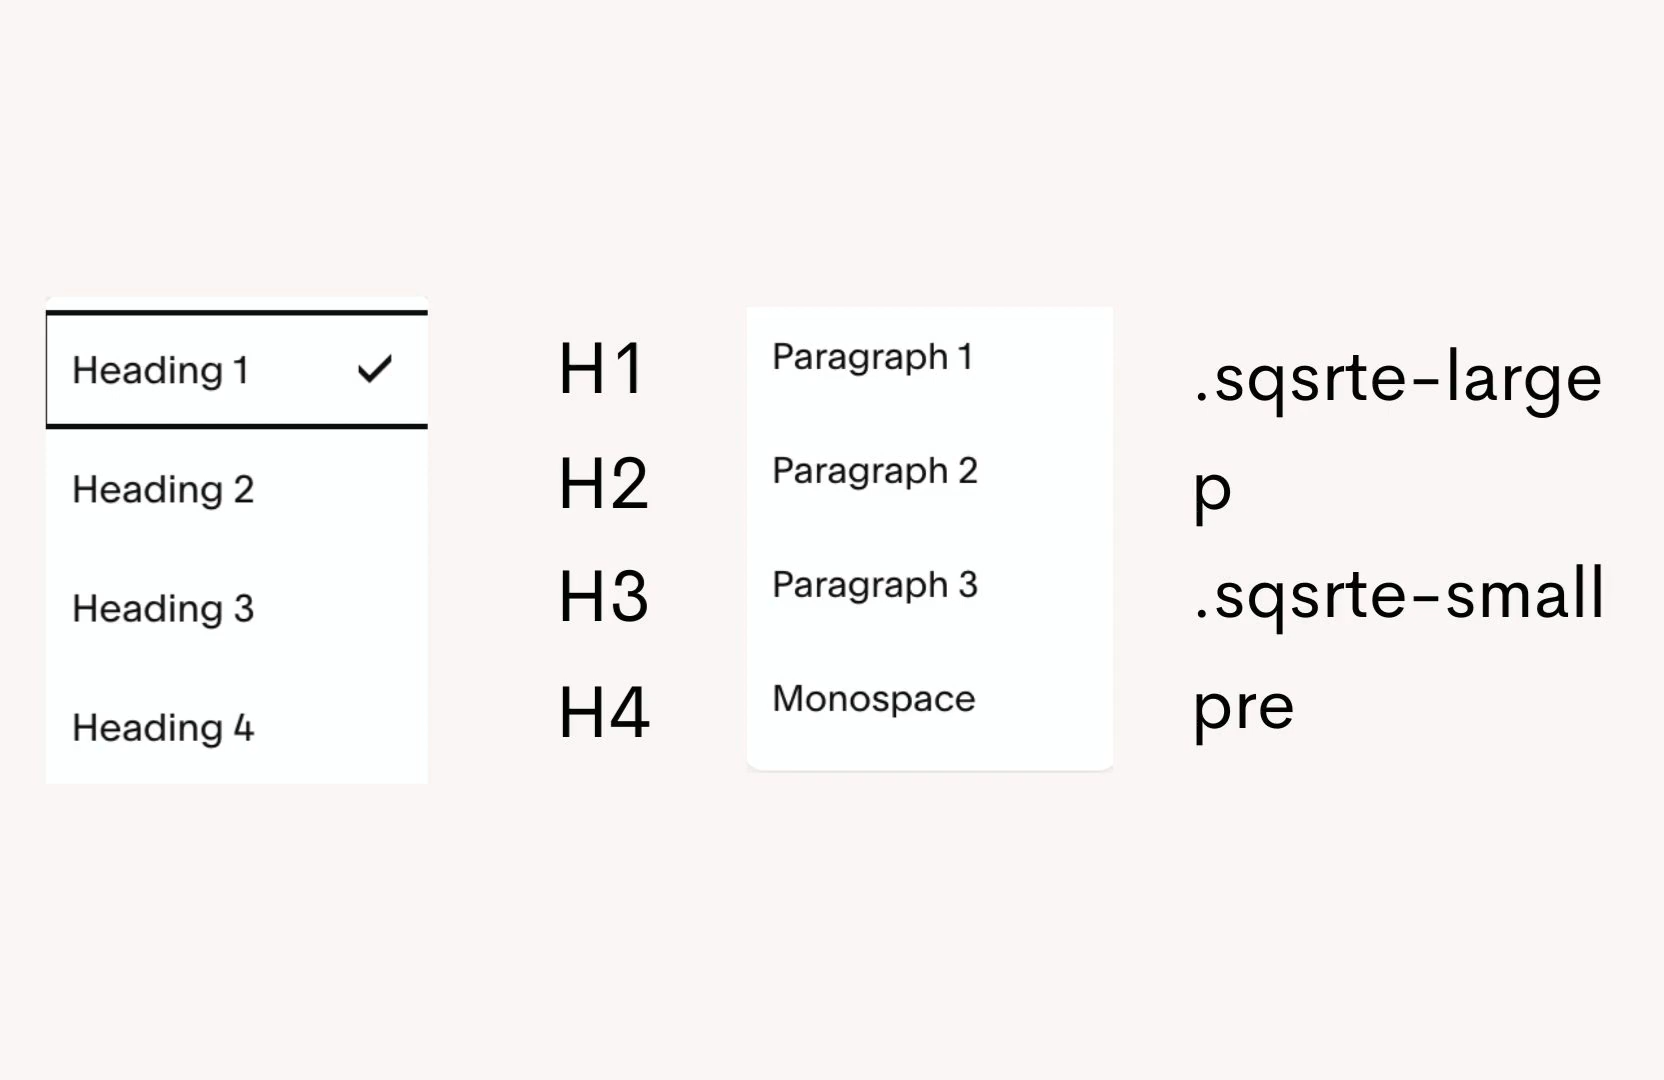 Heading 1
Heading 2
Heading 3
Heading 4
H1
H2
H3
H4
Paragraph 1
Paragraph 2
Paragraph 3
Monospace
.sqsrte-large
p
.sqsrte-small
pre